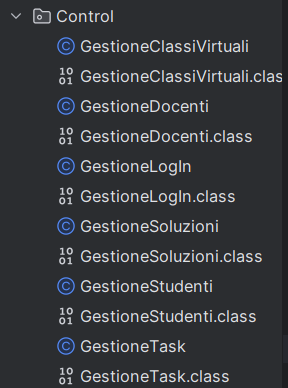 Control
GestioneClassiVirtuali
GestioneClassiVirtuali.clas
GestioneDocenti
GestioneDocenti.class
GestioneLogIn
GestioneLogIn.class
GestioneSoluzioni
GestioneSoluzioni.class
GestioneStudenti
GestioneStudenti.class
GestioneTask
GestioneTask.class